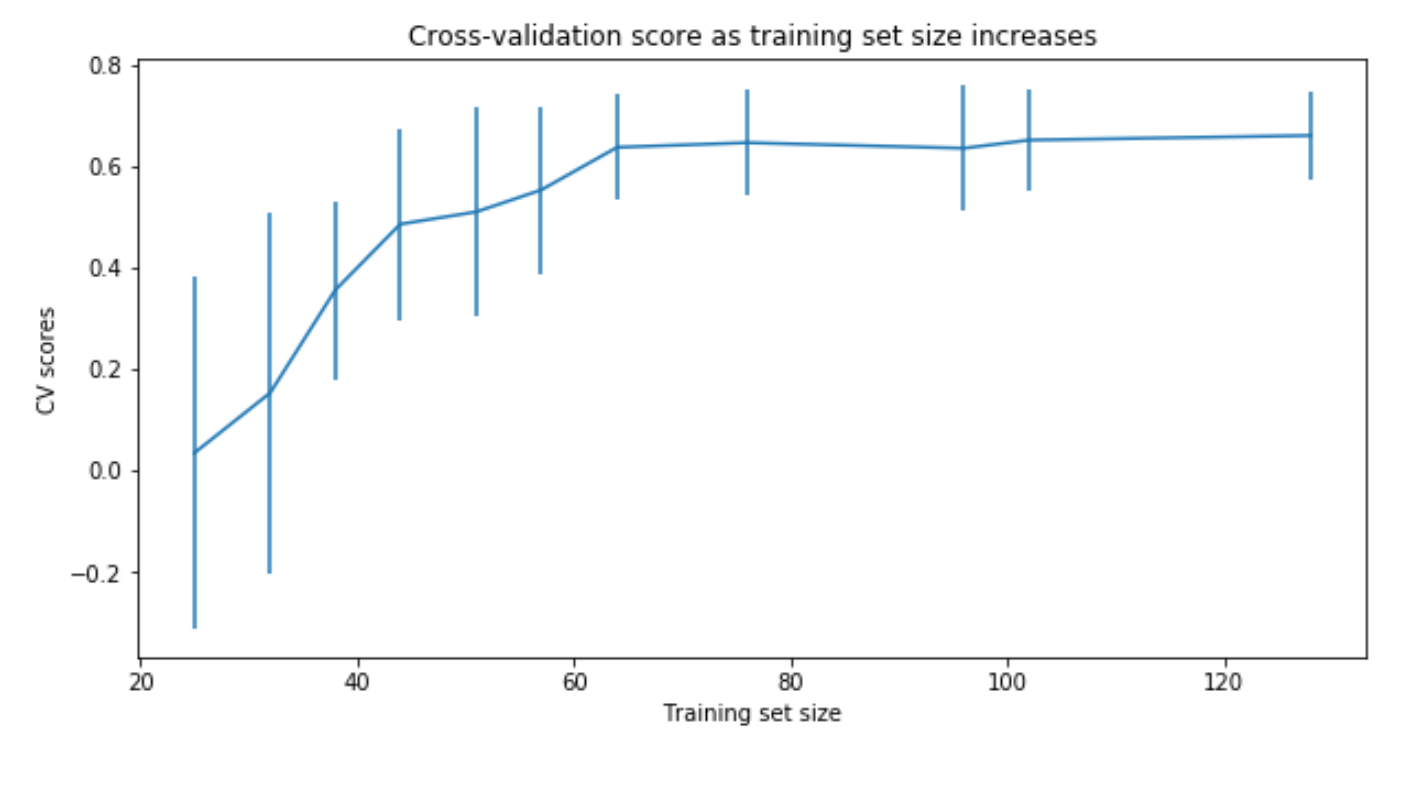 Cross-validation score as training set size increases
0.8
0.6
0.4
0.2
0.0
−0.2
CV scores
20 40 60 80 100 120
Training set size